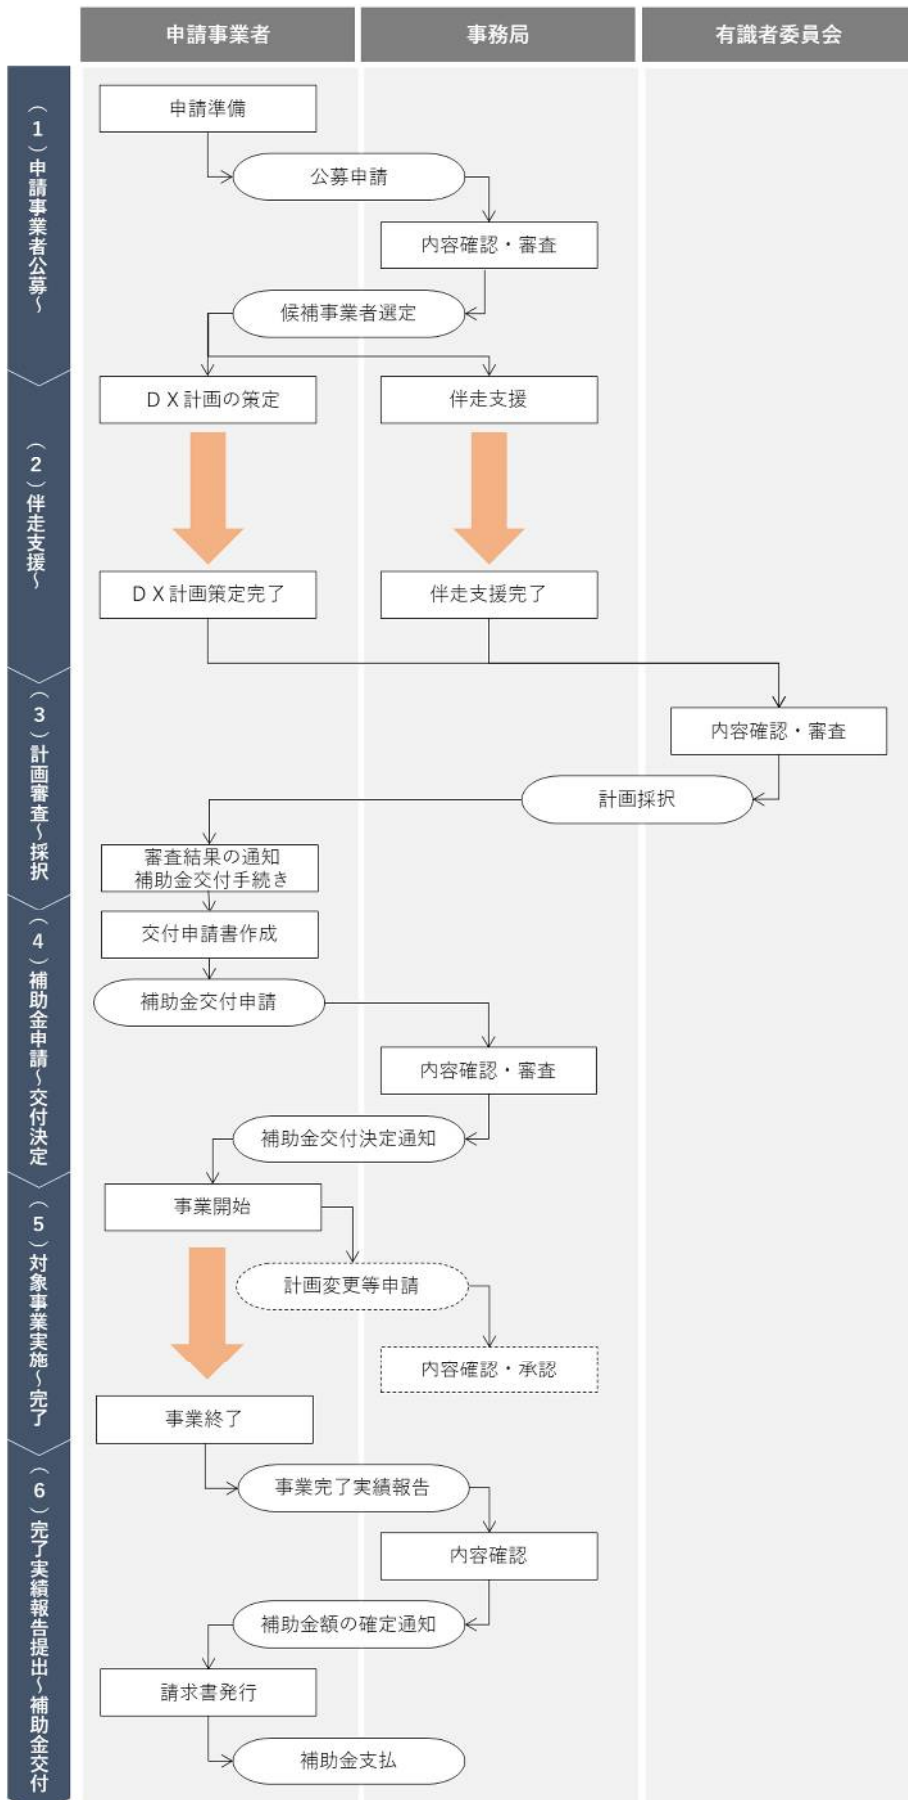 申請事業者
事務局
有識者委員会
（1）申請事業者公募～
申請準備
公募申請
内容確認・審査
候補事業者選定
（2）伴走支援～
ＤＸ計画の策定
伴走支援
ＤＸ計画策定完了
伴走支援完了
（3）計画審査～採択
内容確認・審査
計画採択
審査結果の通知
補助金交付手続き
（4）補助金申請～交付決定
交付申請書作成
補助金交付申請
内容確認・審査
補助金交付決定通知
（5）対象事業実施～完了
事業開始
計画変更等申請
内容確認・承認
事業終了
（6）完了実績報告提出～補助金交付
事業完了実績報告
内容確認
補助金額の確定通知
請求書発行
補助金支払